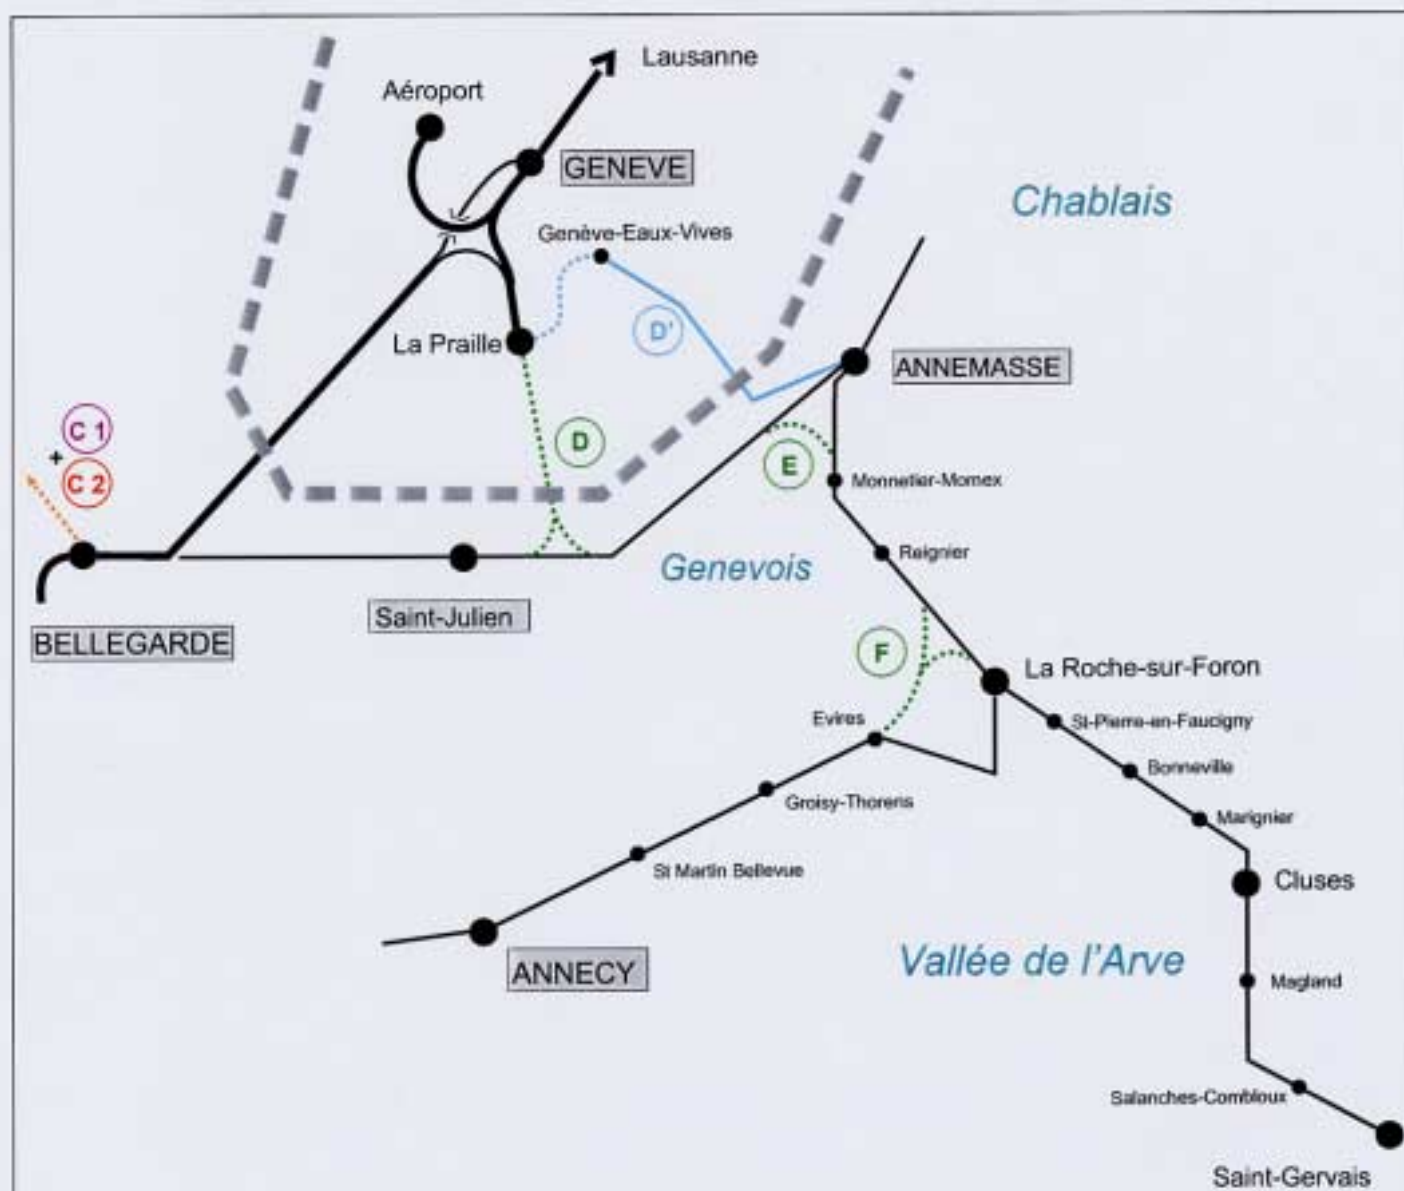 Lausanne
Aéroport
GENEVE
Chablais
Genève-Eaux-Vives
D'
La Praille
ANNEMASSE
C 1
+
C 2
D
E
Monnetier-Mornex
Reignier
Genevois
Saint-Julien
BELLEGARDE
F
La Roche-sur-Foron
Evires
St-Pierre-en-Faucigny
Bonneville
Groisy-Thorens
Marignier
St Martin Bellevue
Cluses
ANNECY
Vallée de l'Arve
Magland
Salanches-Combloux
Saint-Gervais